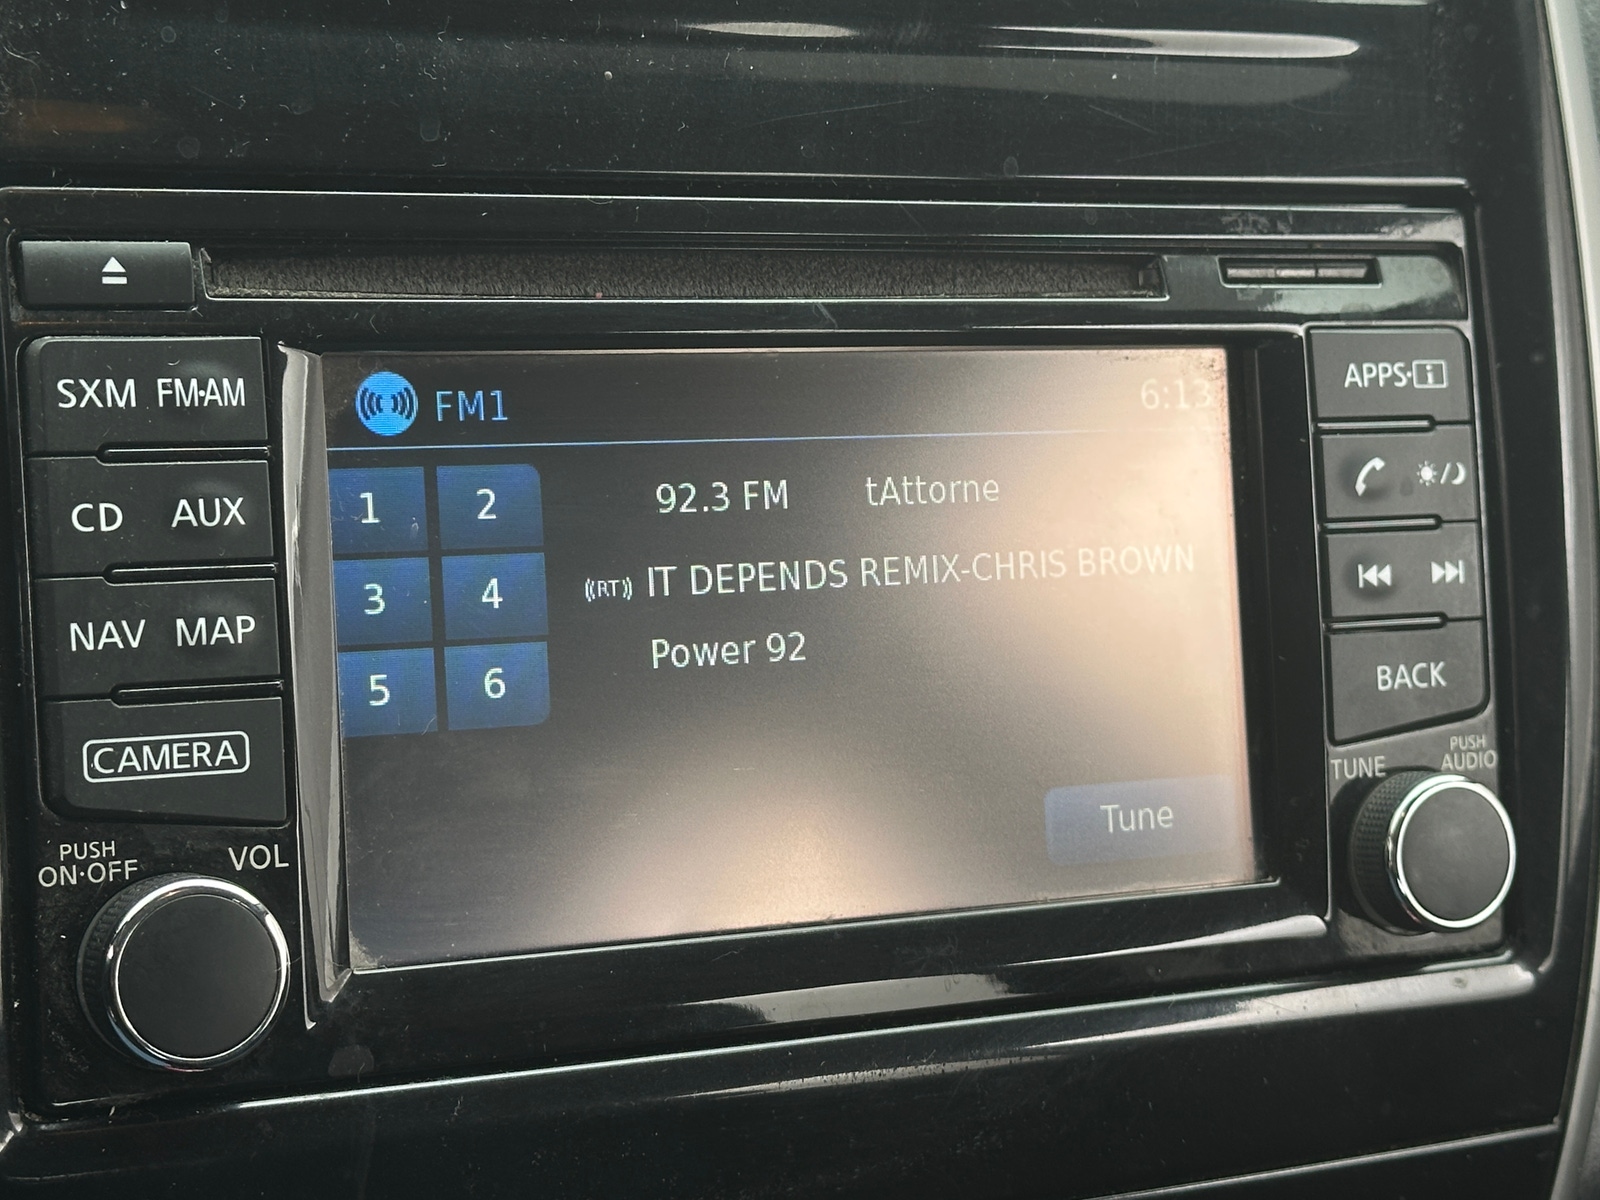 SXM FM·AM
CD AUX
NAV MAP
CAMERA
PUSH
ON·OFF
VOL
FM1
6:13
1 2
3 4
5 6
92.3 FM tAttorne
((RT)) IT DEPENDS REMIX-CHRIS BROWN
Power 92
Tune
APPS·i
BACK
TUNE
PUSH
AUDIO